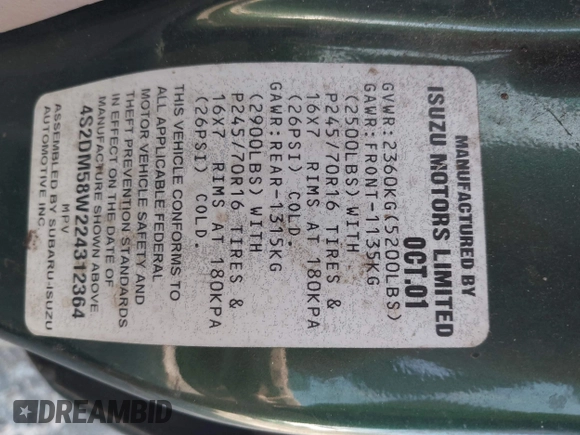 MANUFACTURED BY
ISUZU MOTORS LIMITED
OCT.01
GVWR:2360KG(5200LBS)
GAWR:FRONT-1135KG
(2500LBS) WITH
P245/70R16 TIRES &
16X7 RIMS AT 180KPA
(26PSI) COLD.
GAWR:REAR-1315KG
(2900LBS) WITH
P245/70R16 TIRES &
16X7 RIMS AT 180KPA
(26PSI) COLD.
THIS VEHICLE CONFORMS TO
ALL APPLICABLE FEDERAL
MOTOR VEHICLE SAFETY AND
THEFT PREVENTION STANDARDS
IN EFFECT ON THE DATE OF
MANUFACTURE SHOWN ABOVE
4S2DM58W224312364
MPV
ASSEMBLED BY SUBARU-ISUZU
AUTOMOTIVE INC.
DREAMBID